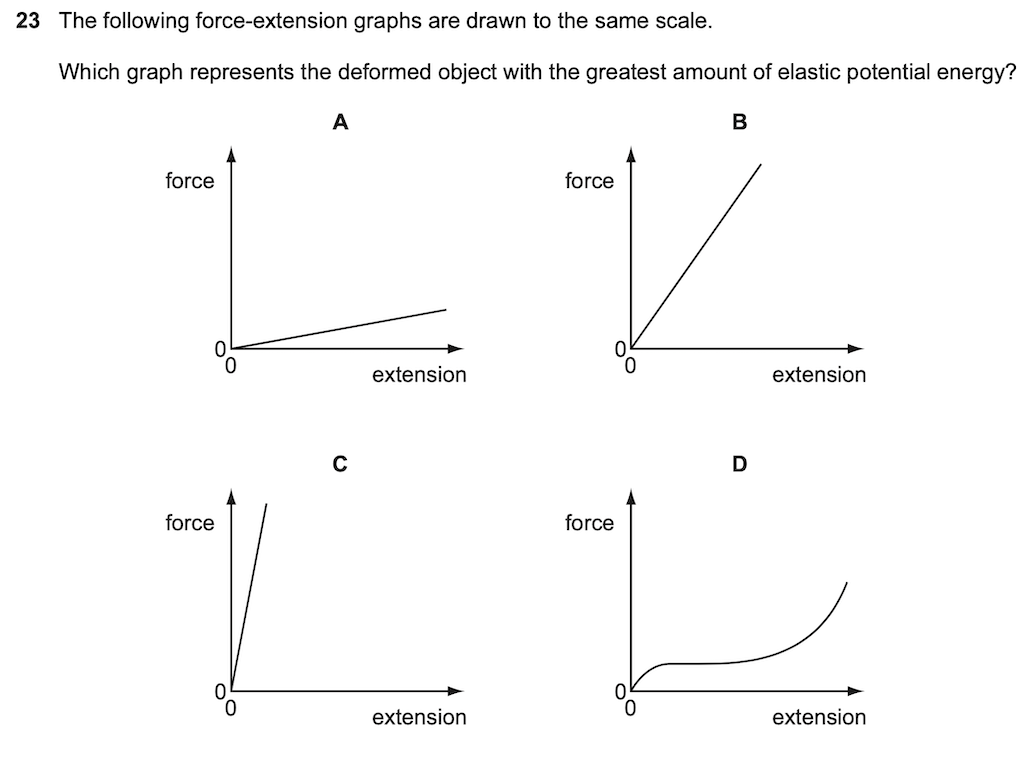 23 The following force-extension graphs are drawn to the same scale.
Which graph represents the deformed object with the greatest amount of elastic potential energy?
A
force
0
0
extension
B
force
0
0
extension
C
force
0
0
extension
D
force
0
0
extension